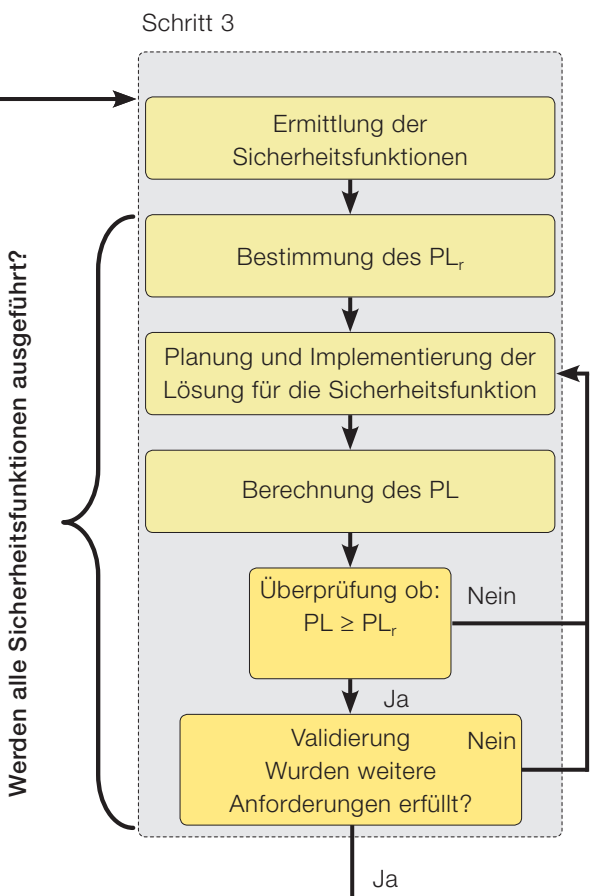 Schritt 3
Ermittlung der
Sicherheitsfunktionen
Werden alle Sicherheitsfunktionen ausgeführt?
Bestimmung des PLr
Planung und Implementierung der
Lösung für die Sicherheitsfunktion
Berechnung des PL
Überprüfung ob:
PL ≥ PLr
Nein
Ja
Validierung
Nein
Wurden weitere
Anforderungen erfüllt?
Ja